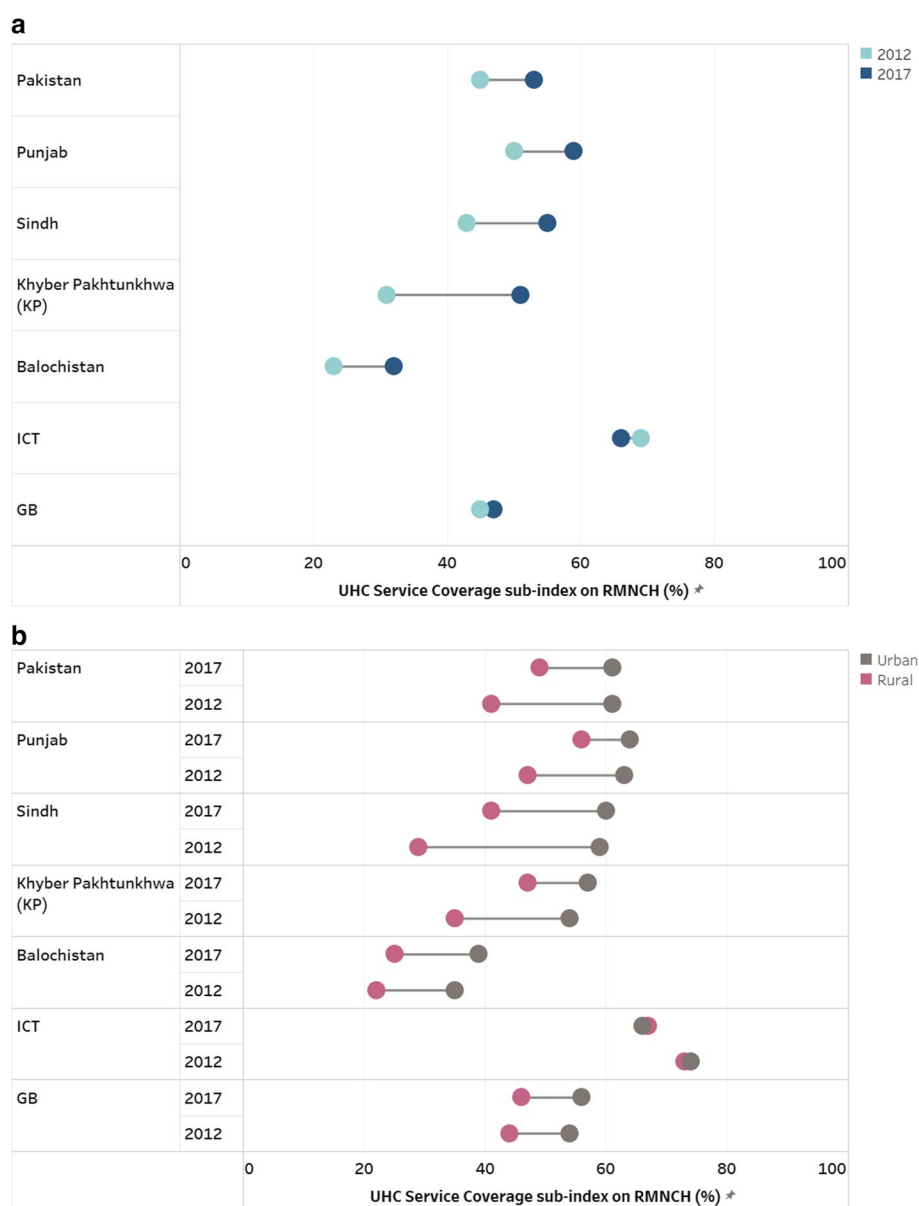 a
2012
2017
Pakistan
Punjab
Sindh
Khyber Pakhtunkhwa
(KP)
Balochistan
ICT
GB
0 20 40 60 80 100
UHC Service Coverage sub-index on RMNCH (%)
b
Urban
Rural
Pakistan 2017
2012
Punjab 2017
2012
Sindh 2017
2012
Khyber Pakhtunkhwa 2017
(KP)
2012
Balochistan 2017
2012
ICT 2017
2012
GB 2017
2012
0 20 40 60 80 100
UHC Service Coverage sub-index on RMNCH (%)